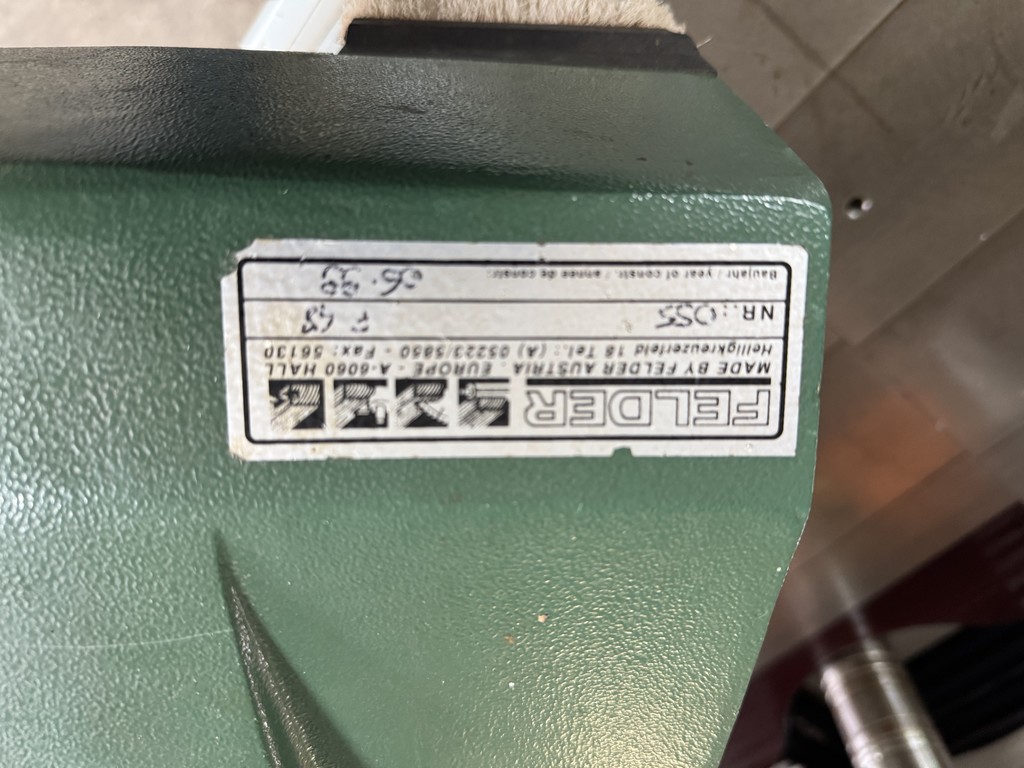 FELDER
MADE BY FELDER AUSTRIA . EUROPE - A-6060 HALL
Heiligkreuzerfeld 18 Tel.: (A) 05223/5850 - Fax: 56130
NR.: 055 F 48
Baujahr / year of constr. / annee de constr.: